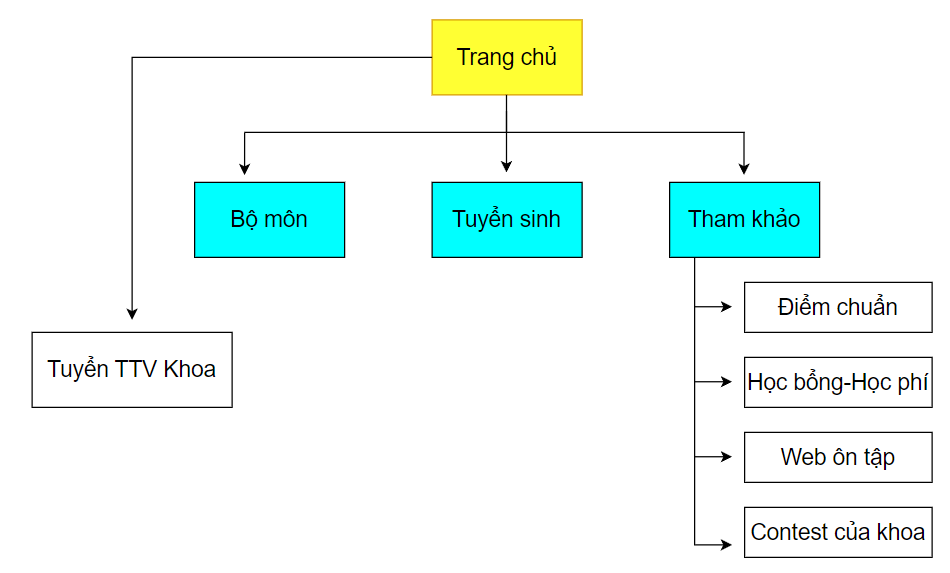 Trang chủ
Bộ môn
Tuyển sinh
Tham khảo
Điểm chuẩn
Tuyển TTV Khoa
Học bổng-Học phí
Web ôn tập
Contest của khoa